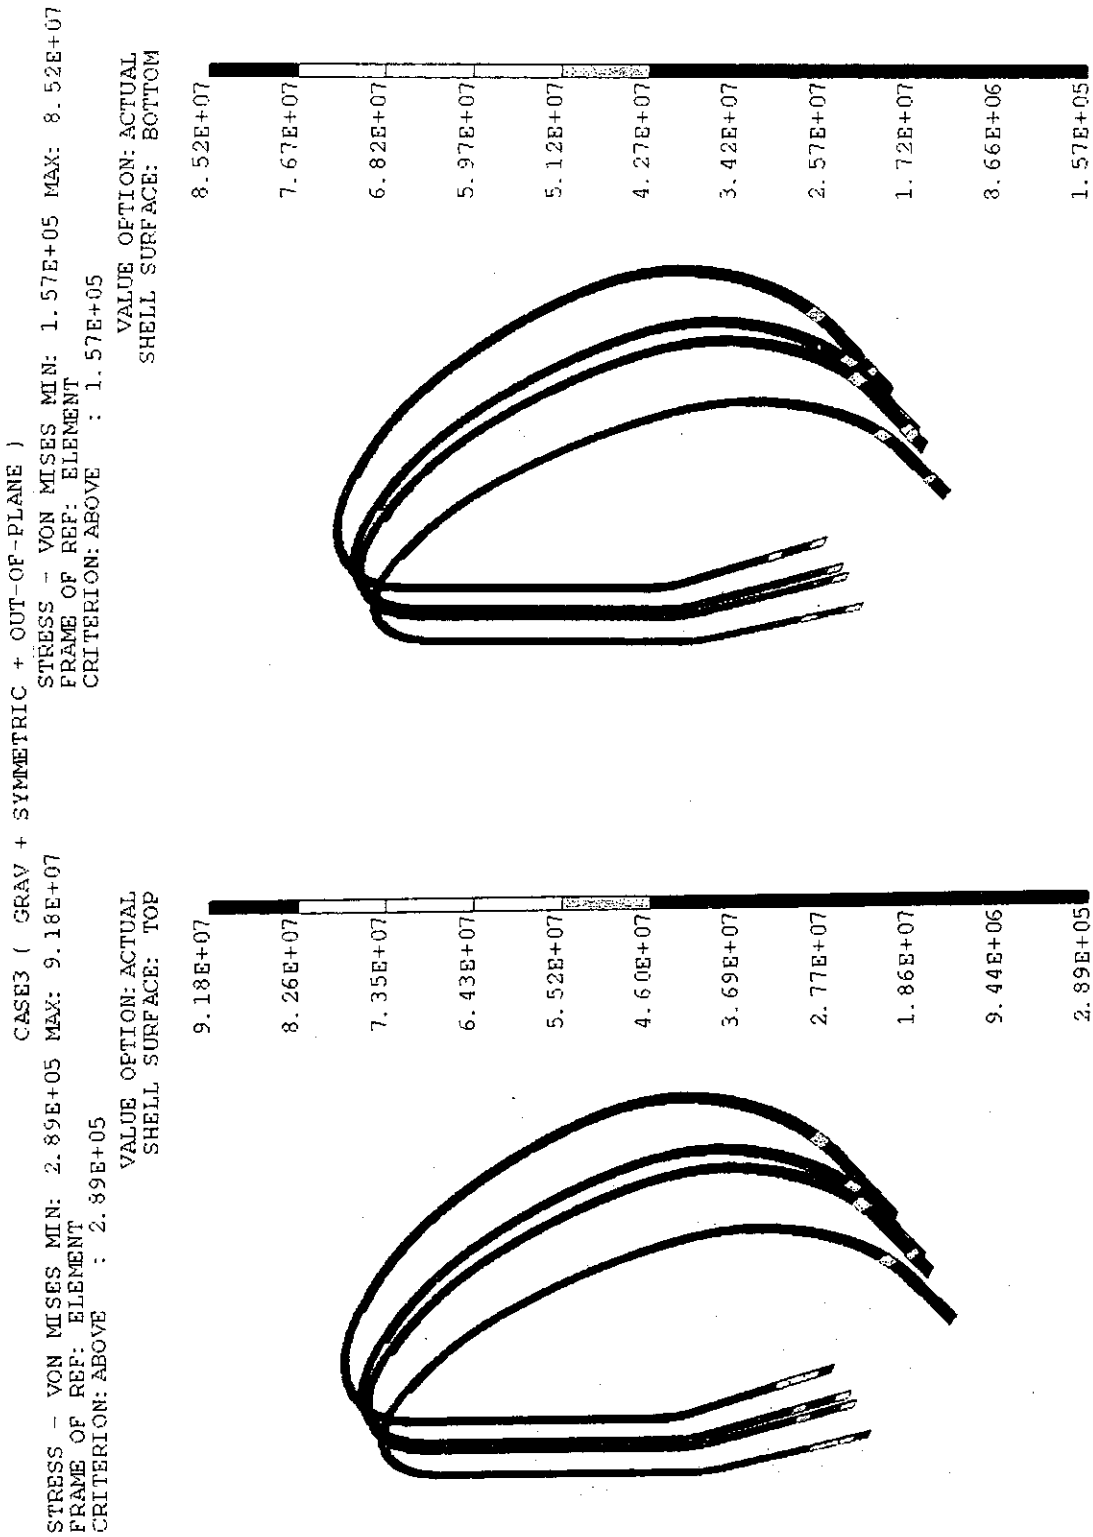 CASE3 ( GRAV + SYMMETRIC + OUT-OF-PLANE )
STRESS - VON MISES MIN: 2.89E+05 MAX: 9.18E+07
FRAME OF REF: ELEMENT
CRITERION: ABOVE : 2.89E+05
VALUE OPTION: ACTUAL
SHELL SURFACE: TOP
9.18E+07
8.26E+07
7.35E+07
6.43E+07
5.52E+07
4.60E+07
3.69E+07
2.77E+07
1.86E+07
9.44E+06
2.89E+05
STRESS - VON MISES MIN: 1.57E+05 MAX: 8.52E+07
FRAME OF REF: ELEMENT
CRITERION: ABOVE : 1.57E+05
VALUE OPTION: ACTUAL
SHELL SURFACE: BOTTOM
8.52E+07
7.67E+07
6.82E+07
5.97E+07
5.12E+07
4.27E+07
3.42E+07
2.57E+07
1.72E+07
8.66E+06
1.57E+05